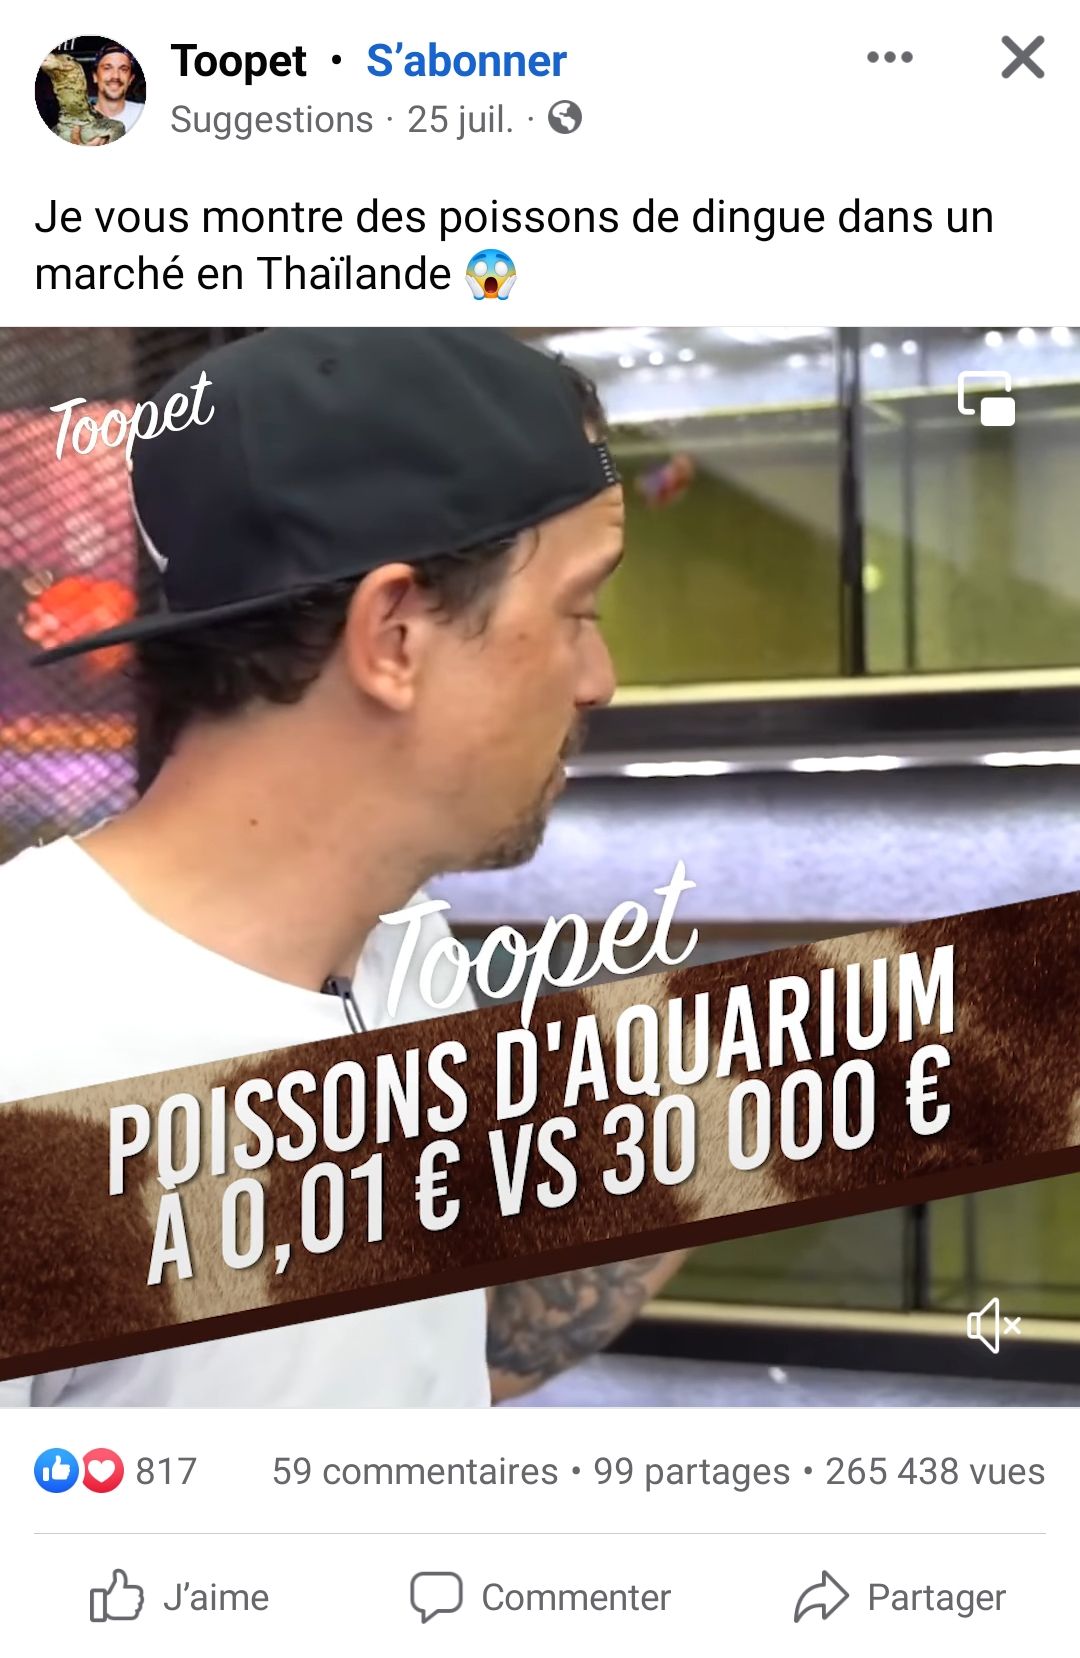 Toopet • S’abonner
Suggestions · 25 juil. ·
Je vous montre des poissons de dingue dans un
marché en Thaïlande 😱
Toopet
Toopet
POISSONS D'AQUARIUM
À 0,01 € VS 30 000 €
817 59 commentaires • 99 partages • 265 438 vues
J’aime Commenter Partager